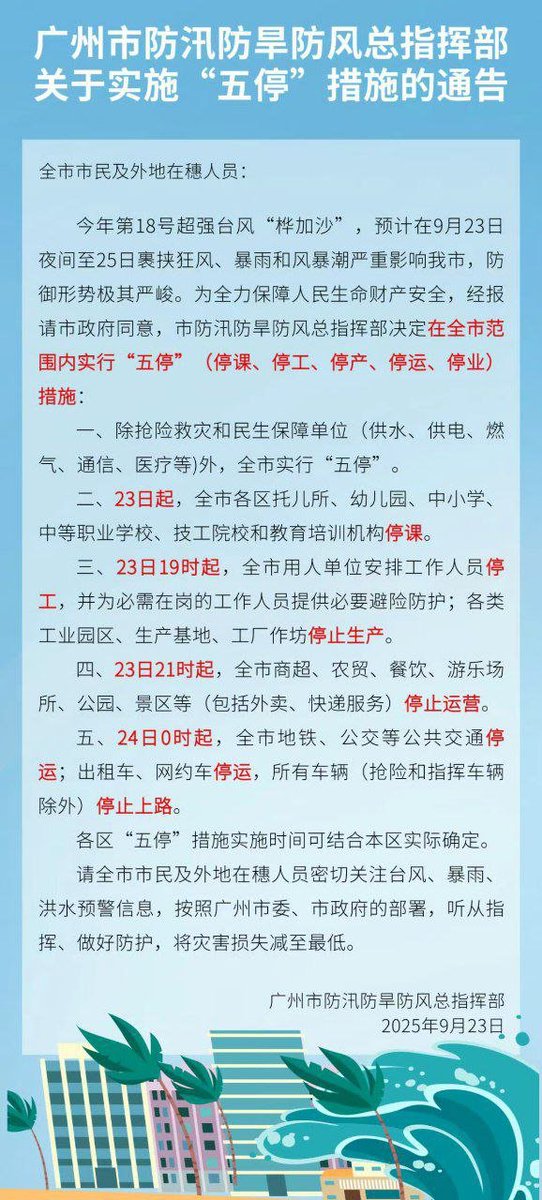 广州市防汛防旱防风总指挥部
关于实施“五停”措施的通告
全市市民及外地在穗人员：
今年第18号超强台风“桦加沙”，预计在9月23日
夜间至25日裹挟狂风、暴雨和风暴潮严重影响我市，防
御形势极其严峻。为全力保障人民生命财产安全，经报
请市政府同意，市防汛防旱防风总指挥部决定在全市范
围内实行“五停”（停课、停工、停产、停运、停业）
措施：
一、除抢险救灾和民生保障单位（供水、供电、燃
气、通信、医疗等)外，全市实行“五停”。
二、23日起，全市各区托儿所、幼儿园、中小学、
中等职业学校、技工院校和教育培训机构停课。
三、23日19时起，全市用人单位安排工作人员停
工，并为必需在岗的工作人员提供必要避险防护；各类
工业园区、生产基地、工厂作坊停止生产。
四、23日21时起，全市商超、农贸、餐饮、游乐场
所、公园、景区等（包括外卖、快递服务）停止运营。
五、24日0时起，全市地铁、公交等公共交通停
运；出租车、网约车停运，所有车辆（抢险和指挥车辆
除外）停止上路。
各区“五停”措施实施时间可结合本区实际确定。
请全市市民及外地在穗人员密切关注台风、暴雨、
洪水预警信息，按照广州市委、市政府的部署，听从指
挥、做好防护，将灾害损失减至最低。
广州市防汛防旱防风总指挥部
2025年9月23日